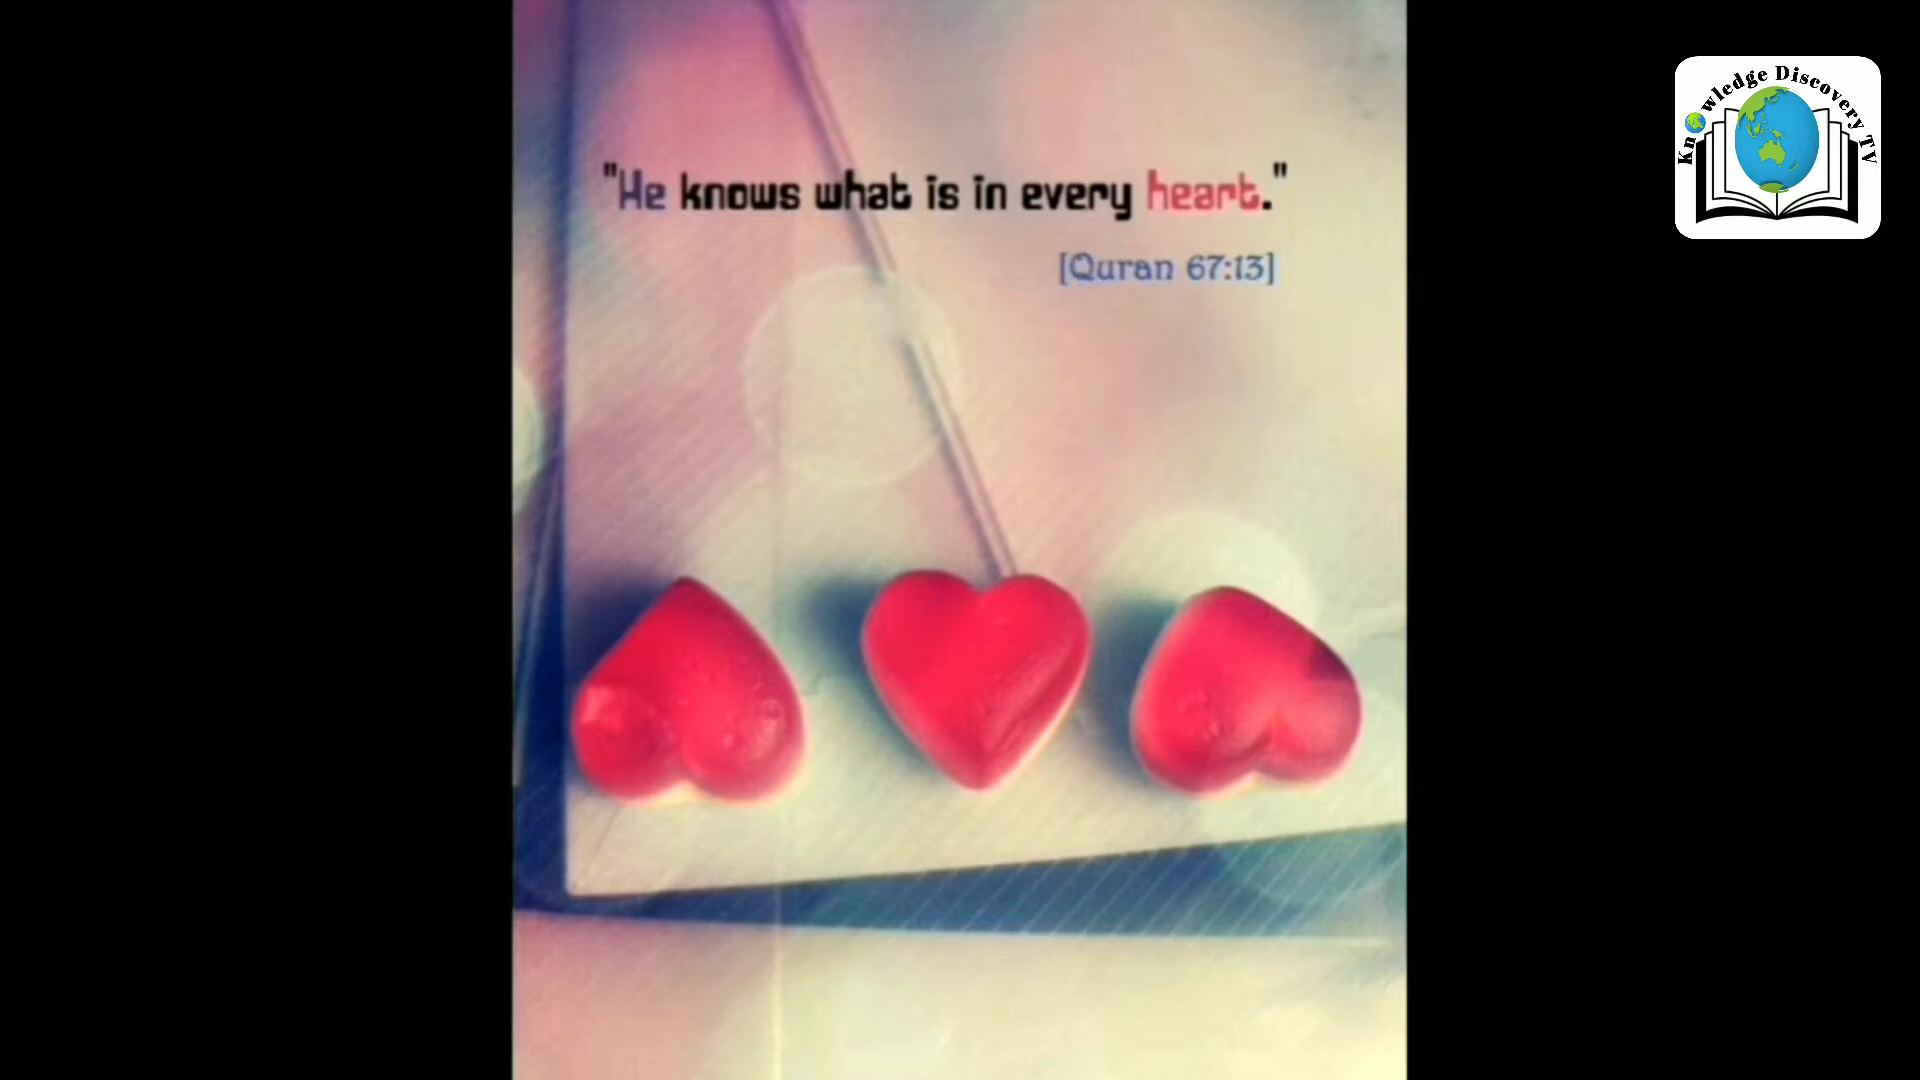 "He knows what is in every heart."
[Quran 67:13]
Knowledge Discovery TV